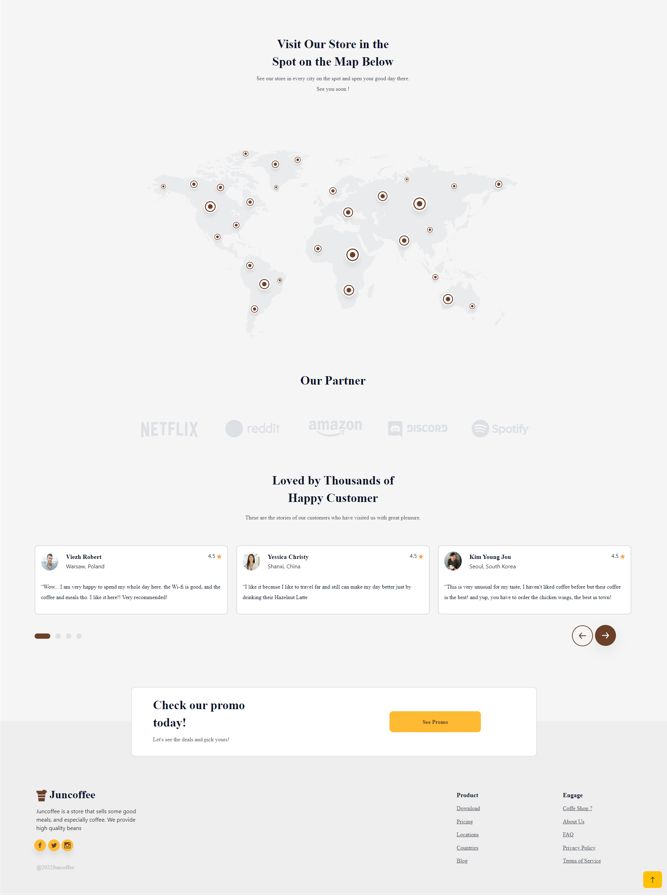 Visit Our Store in the
Spot on the Map Below
See our store in every city on the spot and spen your good day there.
See you soon !
Our Partner
NETFLIX reddit amazon DISCORD Spotify
Loved by Thousands of
Happy Customer
These are the stories of our customers who have visited us with great pleasure.
Viezh Robert
Warsaw, Poland
4.5
"Wow... I am very happy to spend my whole day here. the Wi-fi is good, and the
coffee and meals tho. I like it here!! Very recommended!
Yessica Christy
Shanxi, China
4.5
"I like it because I like to travel far and still can make my day better just by
drinking their Hazelnut Latte
Kim Young Jou
Seoul, South Korea
4.5
"This is very unusual for my taste, I haven't liked coffee before but their coffee
is the best! and yup, you have to order the chicken wings, the best in town!
Check our promo
today!
Let's see the deals and pick yours!
See Promo
Juncoffee
Juncoffee is a store that sells some good
meals, and especially coffee. We provide
high quality beans
@2022Juncoffee
Product
Download
Pricing
Locations
Countries
Blog
Engage
Coffe Shop ?
About Us
FAQ
Privacy Policy
Terms of Service